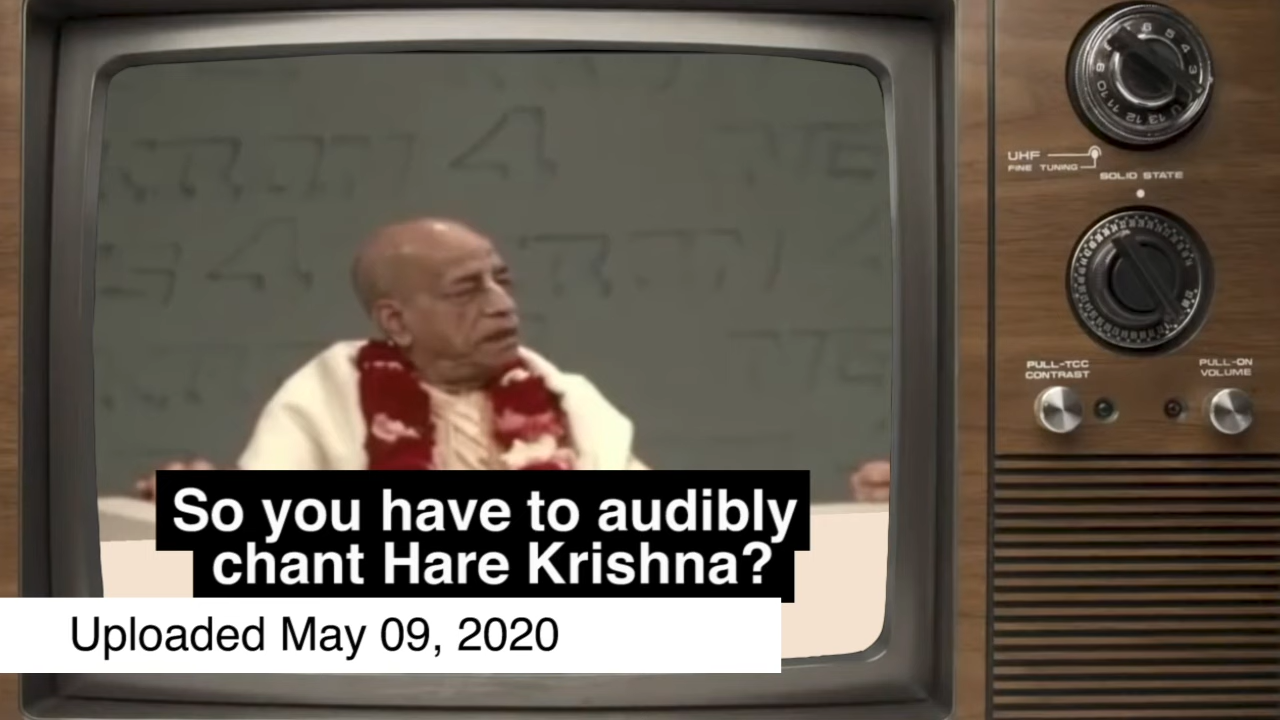 So you have to audibly
chant Hare Krishna?
Uploaded May 09, 2020
UHF
FINE TUNING
SOLID STATE
PULL-TCC
CONTRAST
PULL-ON
VOLUME